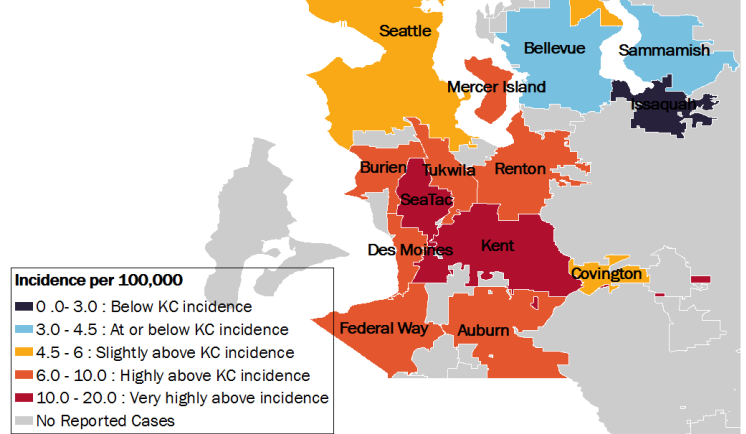 Seattle
Bellevue
Sammamish
Mercer Island
Issaquah
Burien
Tukwila
Renton
SeaTac
Des Moines
Kent
Covington
Federal Way
Auburn
Incidence per 100,000
0 .0- 3.0 : Below KC incidence
3.0 - 4.5 : At or below KC incidence
4.5 - 6 : Slightly above KC incidence
6.0 - 10.0 : Highly above KC incidence
10.0 - 20.0 : Very highly above incidence
No Reported Cases